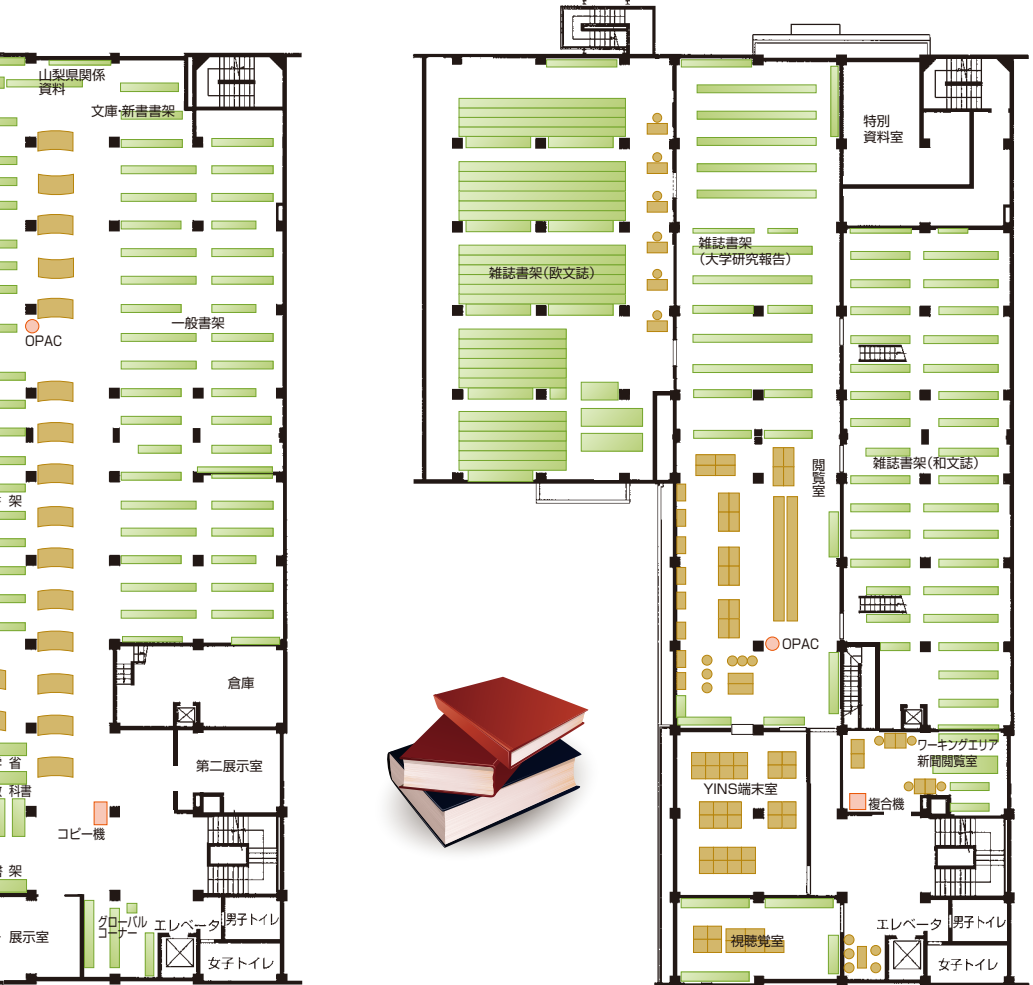 山梨県関係
資料
文庫・新書書架
OPAC
一般書架
架
倉庫
省
科書
第二展示室
コピー機
架
グローバル
コーナー
エレベータ
男子トイレ
展示室
女子トイレ
特別
資料室
雑誌書架
（大学研究報告）
雑誌書架（欧文誌）
閲覧室
雑誌書架（和文誌）
OPAC
ワーキングエリア
新聞閲覧室
YINS端末室
複合機
エレベータ
男子トイレ
視聴覚室
女子トイレ